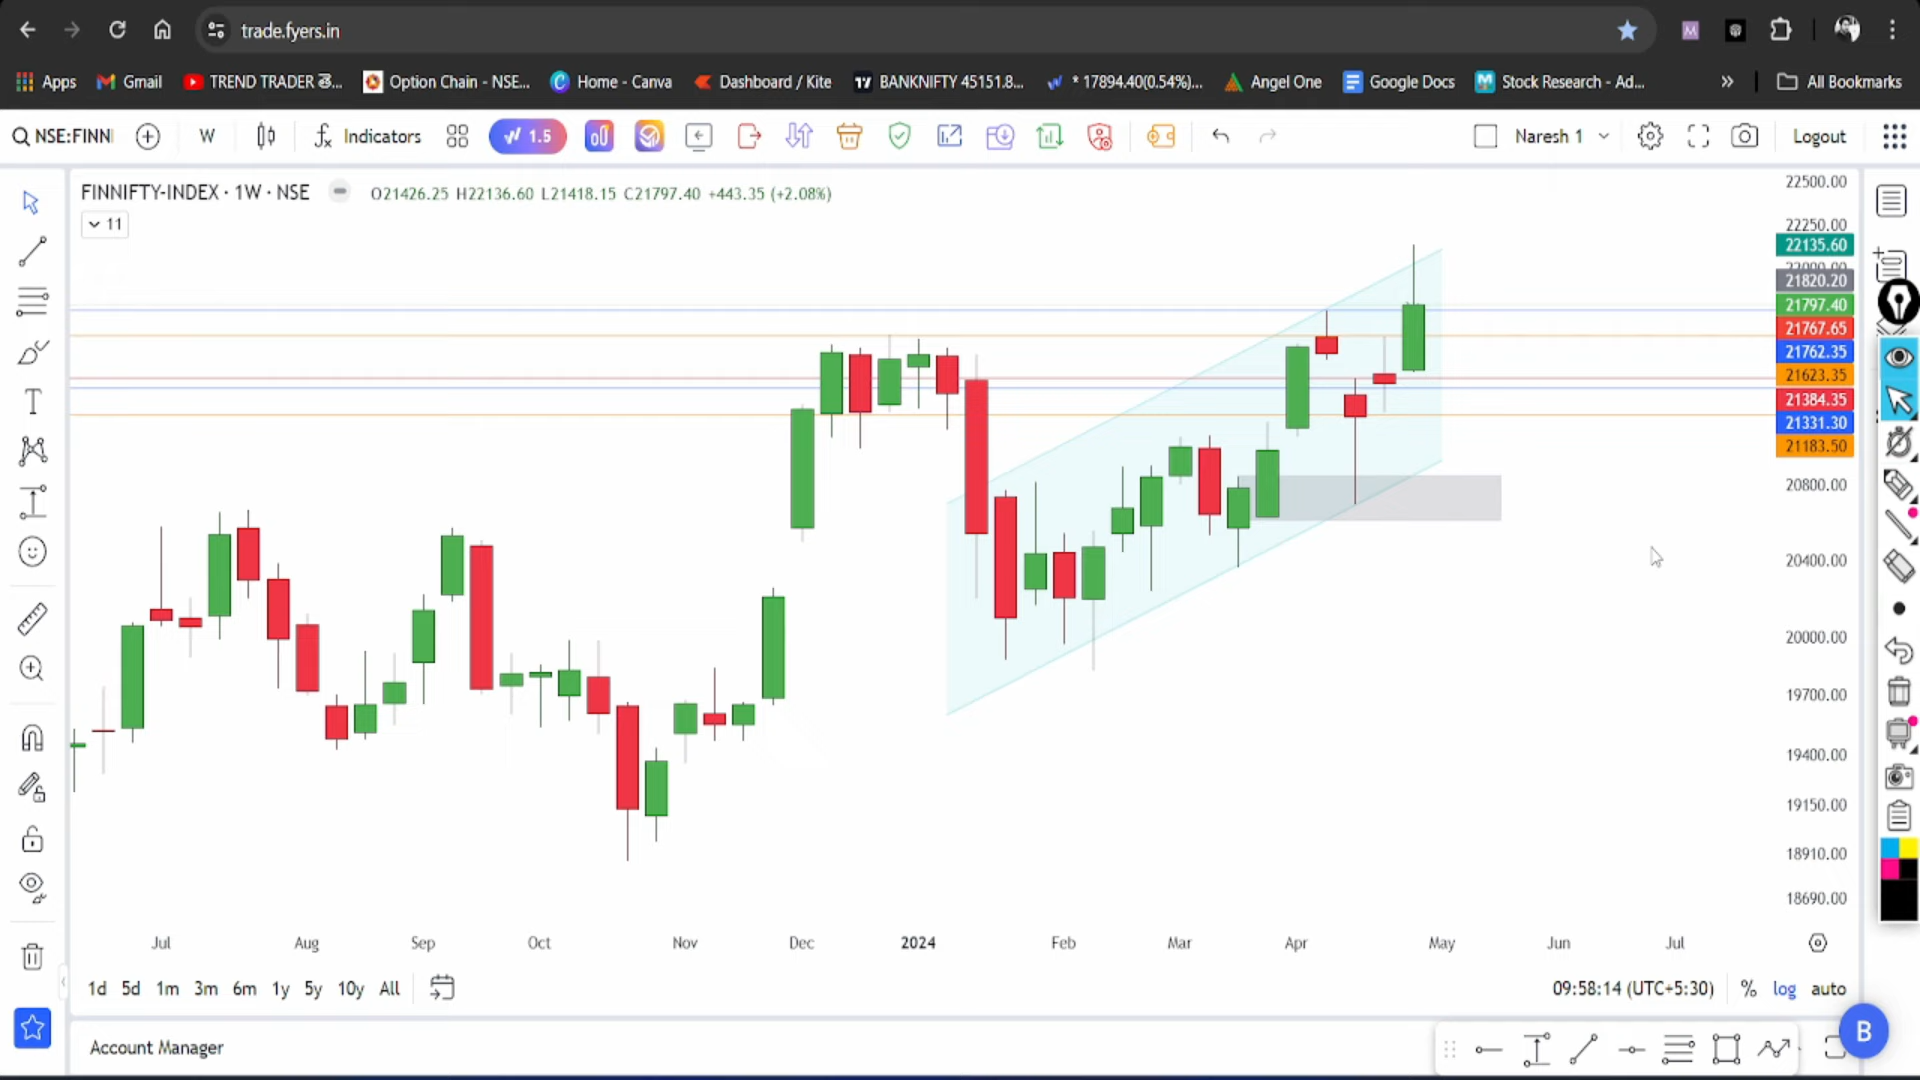 trade.fyers.in
Apps Gmail TREND TRADER తె... Option Chain - NSE... Home - Canva Dashboard / Kite BANKNIFTY 45151.8... * 17894.40(0.54%)... Angel One Google Docs Stock Research - Ad... » All Bookmarks
NSE:FINNI W Indicators 1.5 Naresh 1 Logout
FINNIFTY-INDEX · 1W · NSE O21426.25 H22136.60 L21418.15 C21797.40 +443.35 (+2.08%)
11
22500.00
22250.00
22135.60
21820.20
21797.40
21767.65
21762.35
21623.35
21384.35
21331.30
21183.50
20800.00
20400.00
20000.00
19700.00
19400.00
19150.00
18910.00
18690.00
Jul Aug Sep Oct Nov Dec 2024 Feb Mar Apr May Jun Jul
1d 5d 1m 3m 6m 1y 5y 10y All 09:58:14 (UTC+5:30) % log auto
Account Manager
B